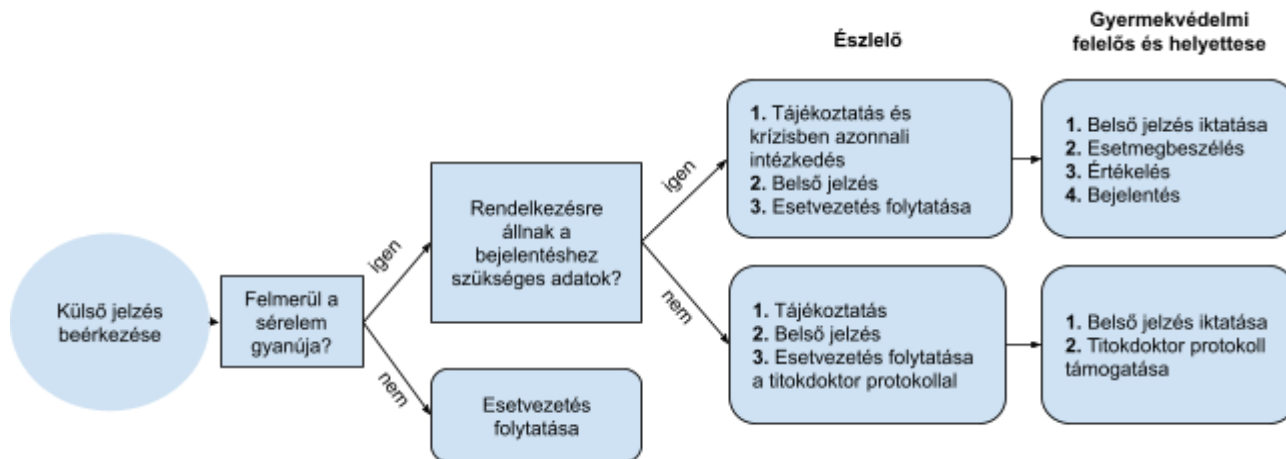 Észlelő
Gyermekvédelmi
felelős és helyettese
Külső jelzés
beérkezése
Felmerül a
sérelem
gyanúja?
igen
nem
Rendelkezésre
állnak a
bejelentéshez
szükséges adatok?
Esetvezetés
folytatása
igen
nem
1. Tájékoztatás és
krízisben azonnali
intézkedés
2. Belső jelzés
3. Esetvezetés folytatása
1. Belső jelzés iktatása
2. Esetmegbeszélés
3. Értékelés
4. Bejelentés
1. Tájékoztatás
2. Belső jelzés
3. Esetvezetés folytatása
a titokdoktor protokollal
1. Belső jelzés iktatása
2. Titokdoktor protokoll
támogatása